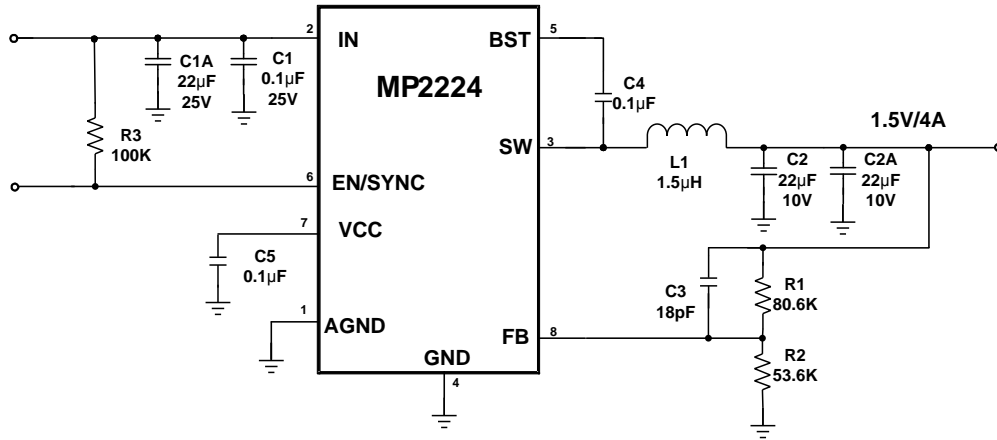 2
IN
C1A
22µF
25V
C1
0.1µF
25V
R3
100K
6
EN/SYNC
7
VCC
C5
0.1µF
1
AGND
GND
4
MP2224
BST
5
C4
0.1µF
SW
3
L1
1.5µH
1.5V/4A
C2
22µF
10V
C2A
22µF
10V
C3
18pF
R1
80.6K
FB
8
R2
53.6K